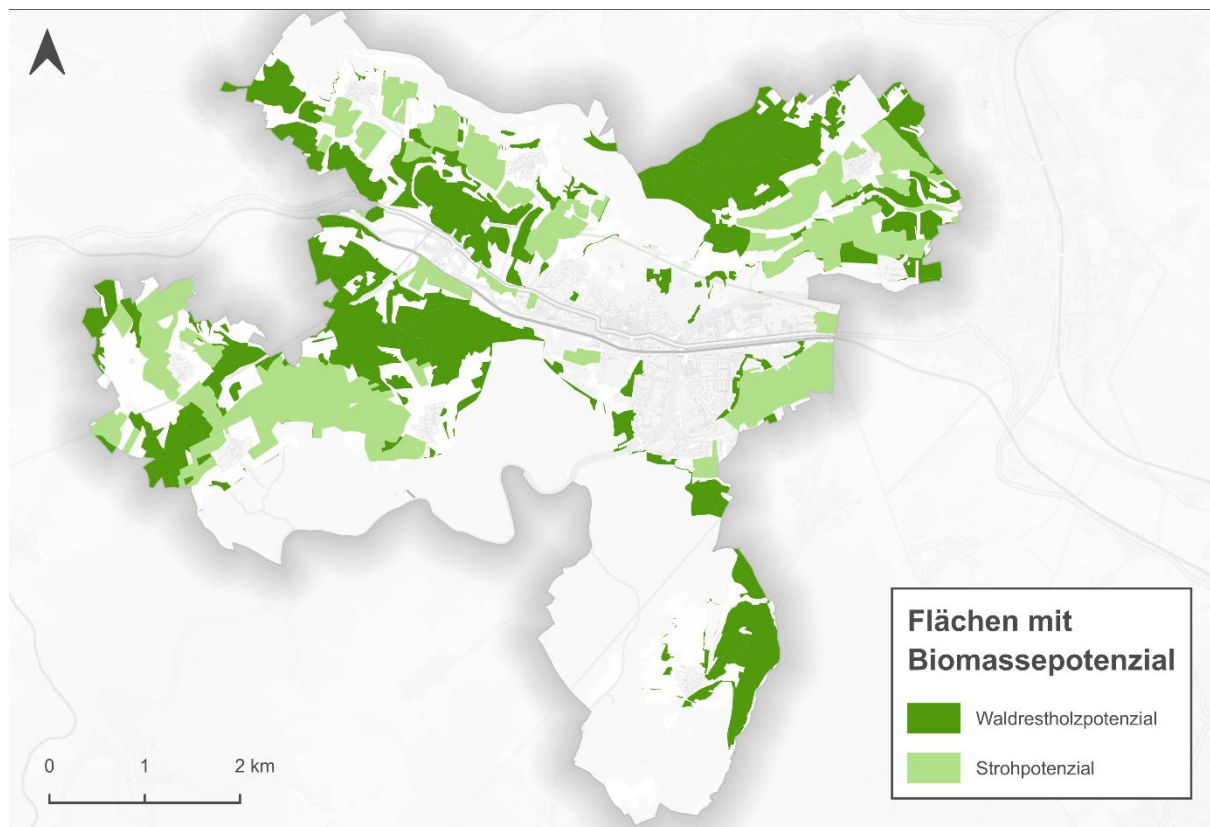 Flächen mit
Biomassepotenzial
Waldrestholzpotenzial
Strohpotenzial
0 1 2 km